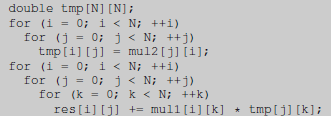 double tmp[N][N];
for (i = 0; i < N; ++i)
  for (j = 0; j < N; ++j)
    tmp[i][j] = mul2[j][i];
for (i = 0; i < N; ++i)
  for (j = 0; j < N; ++j)
    for (k = 0; k < N; ++k)
      res[i][j] += mul1[i][k] * tmp[j][k];